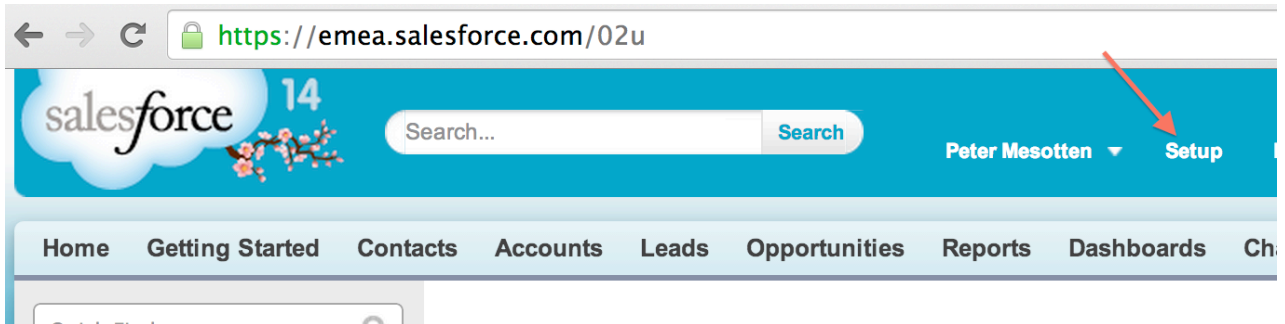 https://emea.salesforce.com/02u
salesforce 14
Search... Search
Peter Mesotten Setup
Home Getting Started Contacts Accounts Leads Opportunities Reports Dashboards